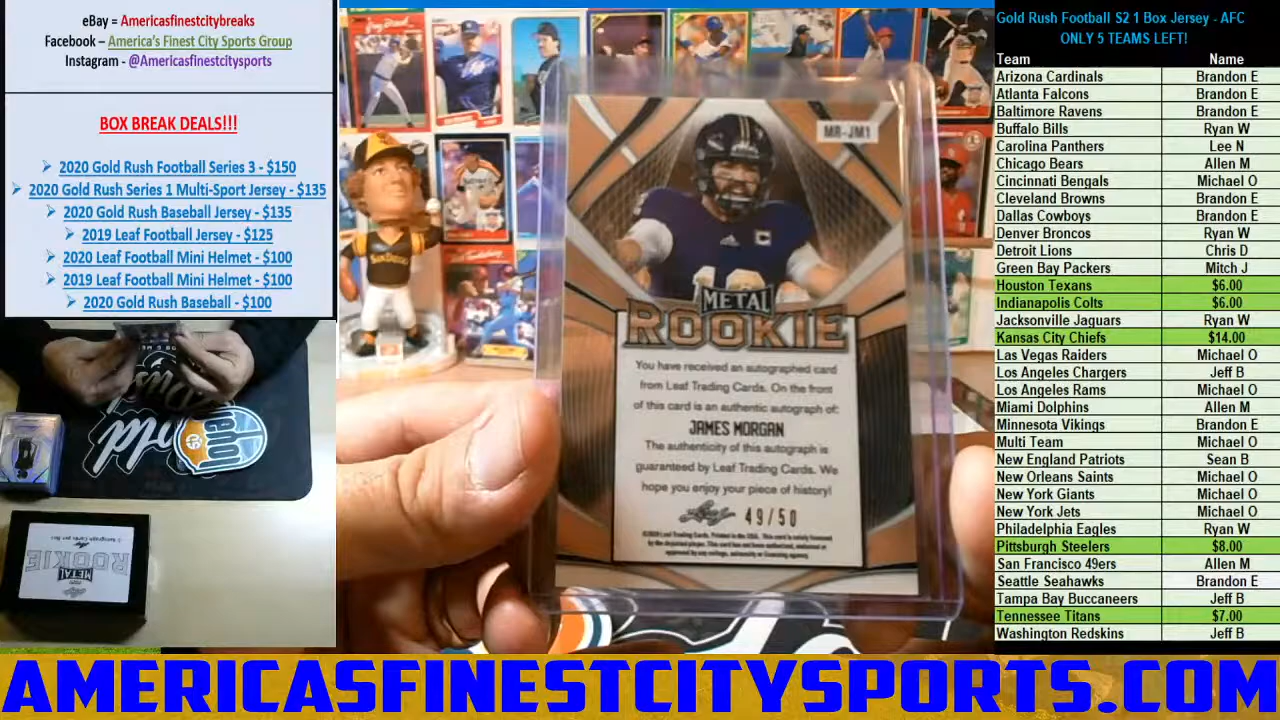 eBay = Americasfinestcitybreaks
Facebook – America's Finest City Sports Group
Instagram - @Americasfinestcitysports
BOX BREAK DEALS!!!
➢ 2020 Gold Rush Football Series 3 - $150
➢ 2020 Gold Rush Series 1 Multi-Sport Jersey - $135
➢ 2020 Gold Rush Baseball Jersey - $135
➢ 2019 Leaf Football Jersey - $125
➢ 2020 Leaf Football Mini Helmet - $100
➢ 2019 Leaf Football Mini Helmet - $100
➢ 2020 Gold Rush Baseball - $100
METAL
ROOKIE
MR-JM1
METAL
ROOKIE
You have received an autographed card
from Leaf Trading Cards. On the front
of this card is an authentic autograph of:
JAMES MORGAN
The authenticity of this autograph is
guaranteed by Leaf Trading Cards. We
hope you enjoy your piece of history!
Leaf
49/50
Gold Rush Football S2 1 Box Jersey - AFC
ONLY 5 TEAMS LEFT!
Team Name
Arizona Cardinals Brandon E
Atlanta Falcons Brandon E
Baltimore Ravens Brandon E
Buffalo Bills Ryan W
Carolina Panthers Lee N
Chicago Bears Allen M
Cincinnati Bengals Michael O
Cleveland Browns Brandon E
Dallas Cowboys Brandon E
Denver Broncos Ryan W
Detroit Lions Chris D
Green Bay Packers Mitch J
Houston Texans $6.00
Indianapolis Colts $6.00
Jacksonville Jaguars Ryan W
Kansas City Chiefs $14.00
Las Vegas Raiders Michael O
Los Angeles Chargers Jeff B
Los Angeles Rams Michael O
Miami Dolphins Allen M
Minnesota Vikings Brandon E
Multi Team Michael O
New England Patriots Sean B
New Orleans Saints Michael O
New York Giants Michael O
New York Jets Michael O
Philadelphia Eagles Ryan W
Pittsburgh Steelers $8.00
San Francisco 49ers Allen M
Seattle Seahawks Brandon E
Tampa Bay Buccaneers Jeff B
Tennessee Titans $7.00
Washington Redskins Jeff B
AMERICASFINESTCITYSPORTS.COM